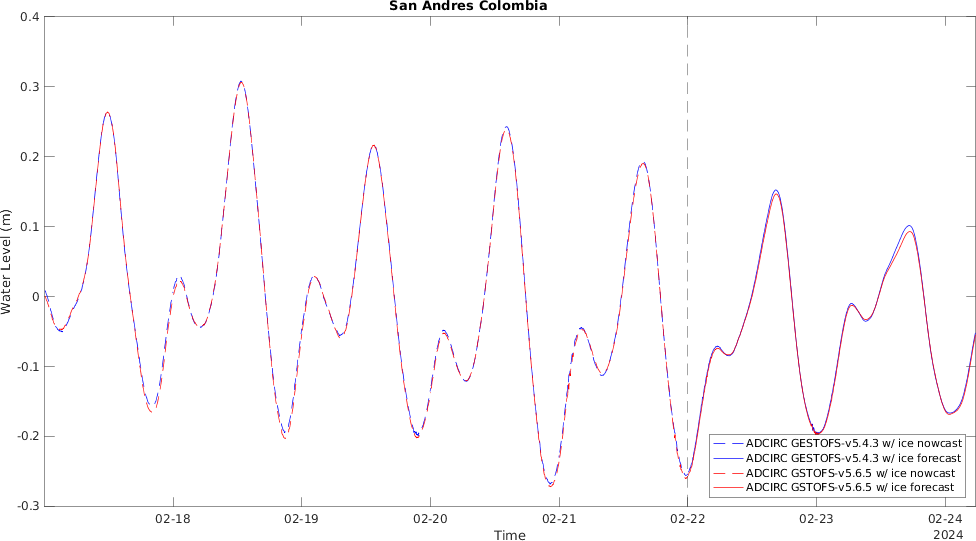 San Andres Colombia
Water Level (m)
0.4
0.3
0.2
0.1
0
-0.1
-0.2
-0.3
02-18
02-19
02-20
02-21
02-22
02-23
02-24
Time
2024
ADCIRC GESTOFS-v5.4.3 w/ ice nowcast
ADCIRC GESTOFS-v5.4.3 w/ ice forecast
ADCIRC GSTOFS-v5.6.5 w/ ice nowcast
ADCIRC GSTOFS-v5.6.5 w/ ice forecast